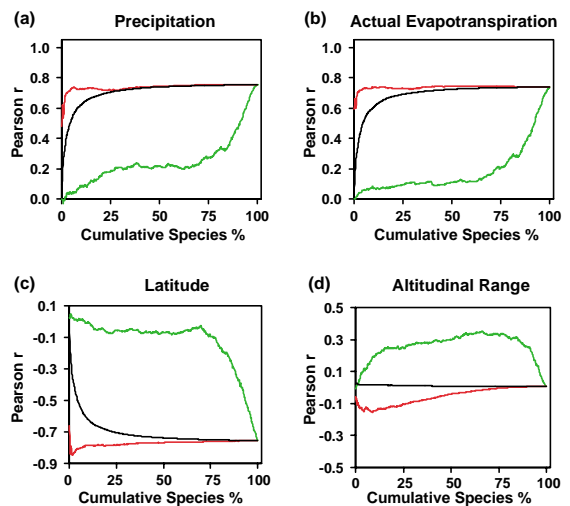 (a) Precipitation
Pearson r
1.0
0.8
0.6
0.4
0.2
0.0
0 25 50 75 100
Cumulative Species %
(b) Actual Evapotranspiration
Pearson r
1.0
0.8
0.6
0.4
0.2
0.0
0 25 50 75 100
Cumulative Species %
(c) Latitude
Pearson r
0.1
-0.1
-0.3
-0.5
-0.7
-0.9
0 25 50 75 100
Cumulative Species %
(d) Altitudinal Range
Pearson r
0.5
0.3
0.1
-0.1
-0.3
-0.5
0 25 50 75 100
Cumulative Species %